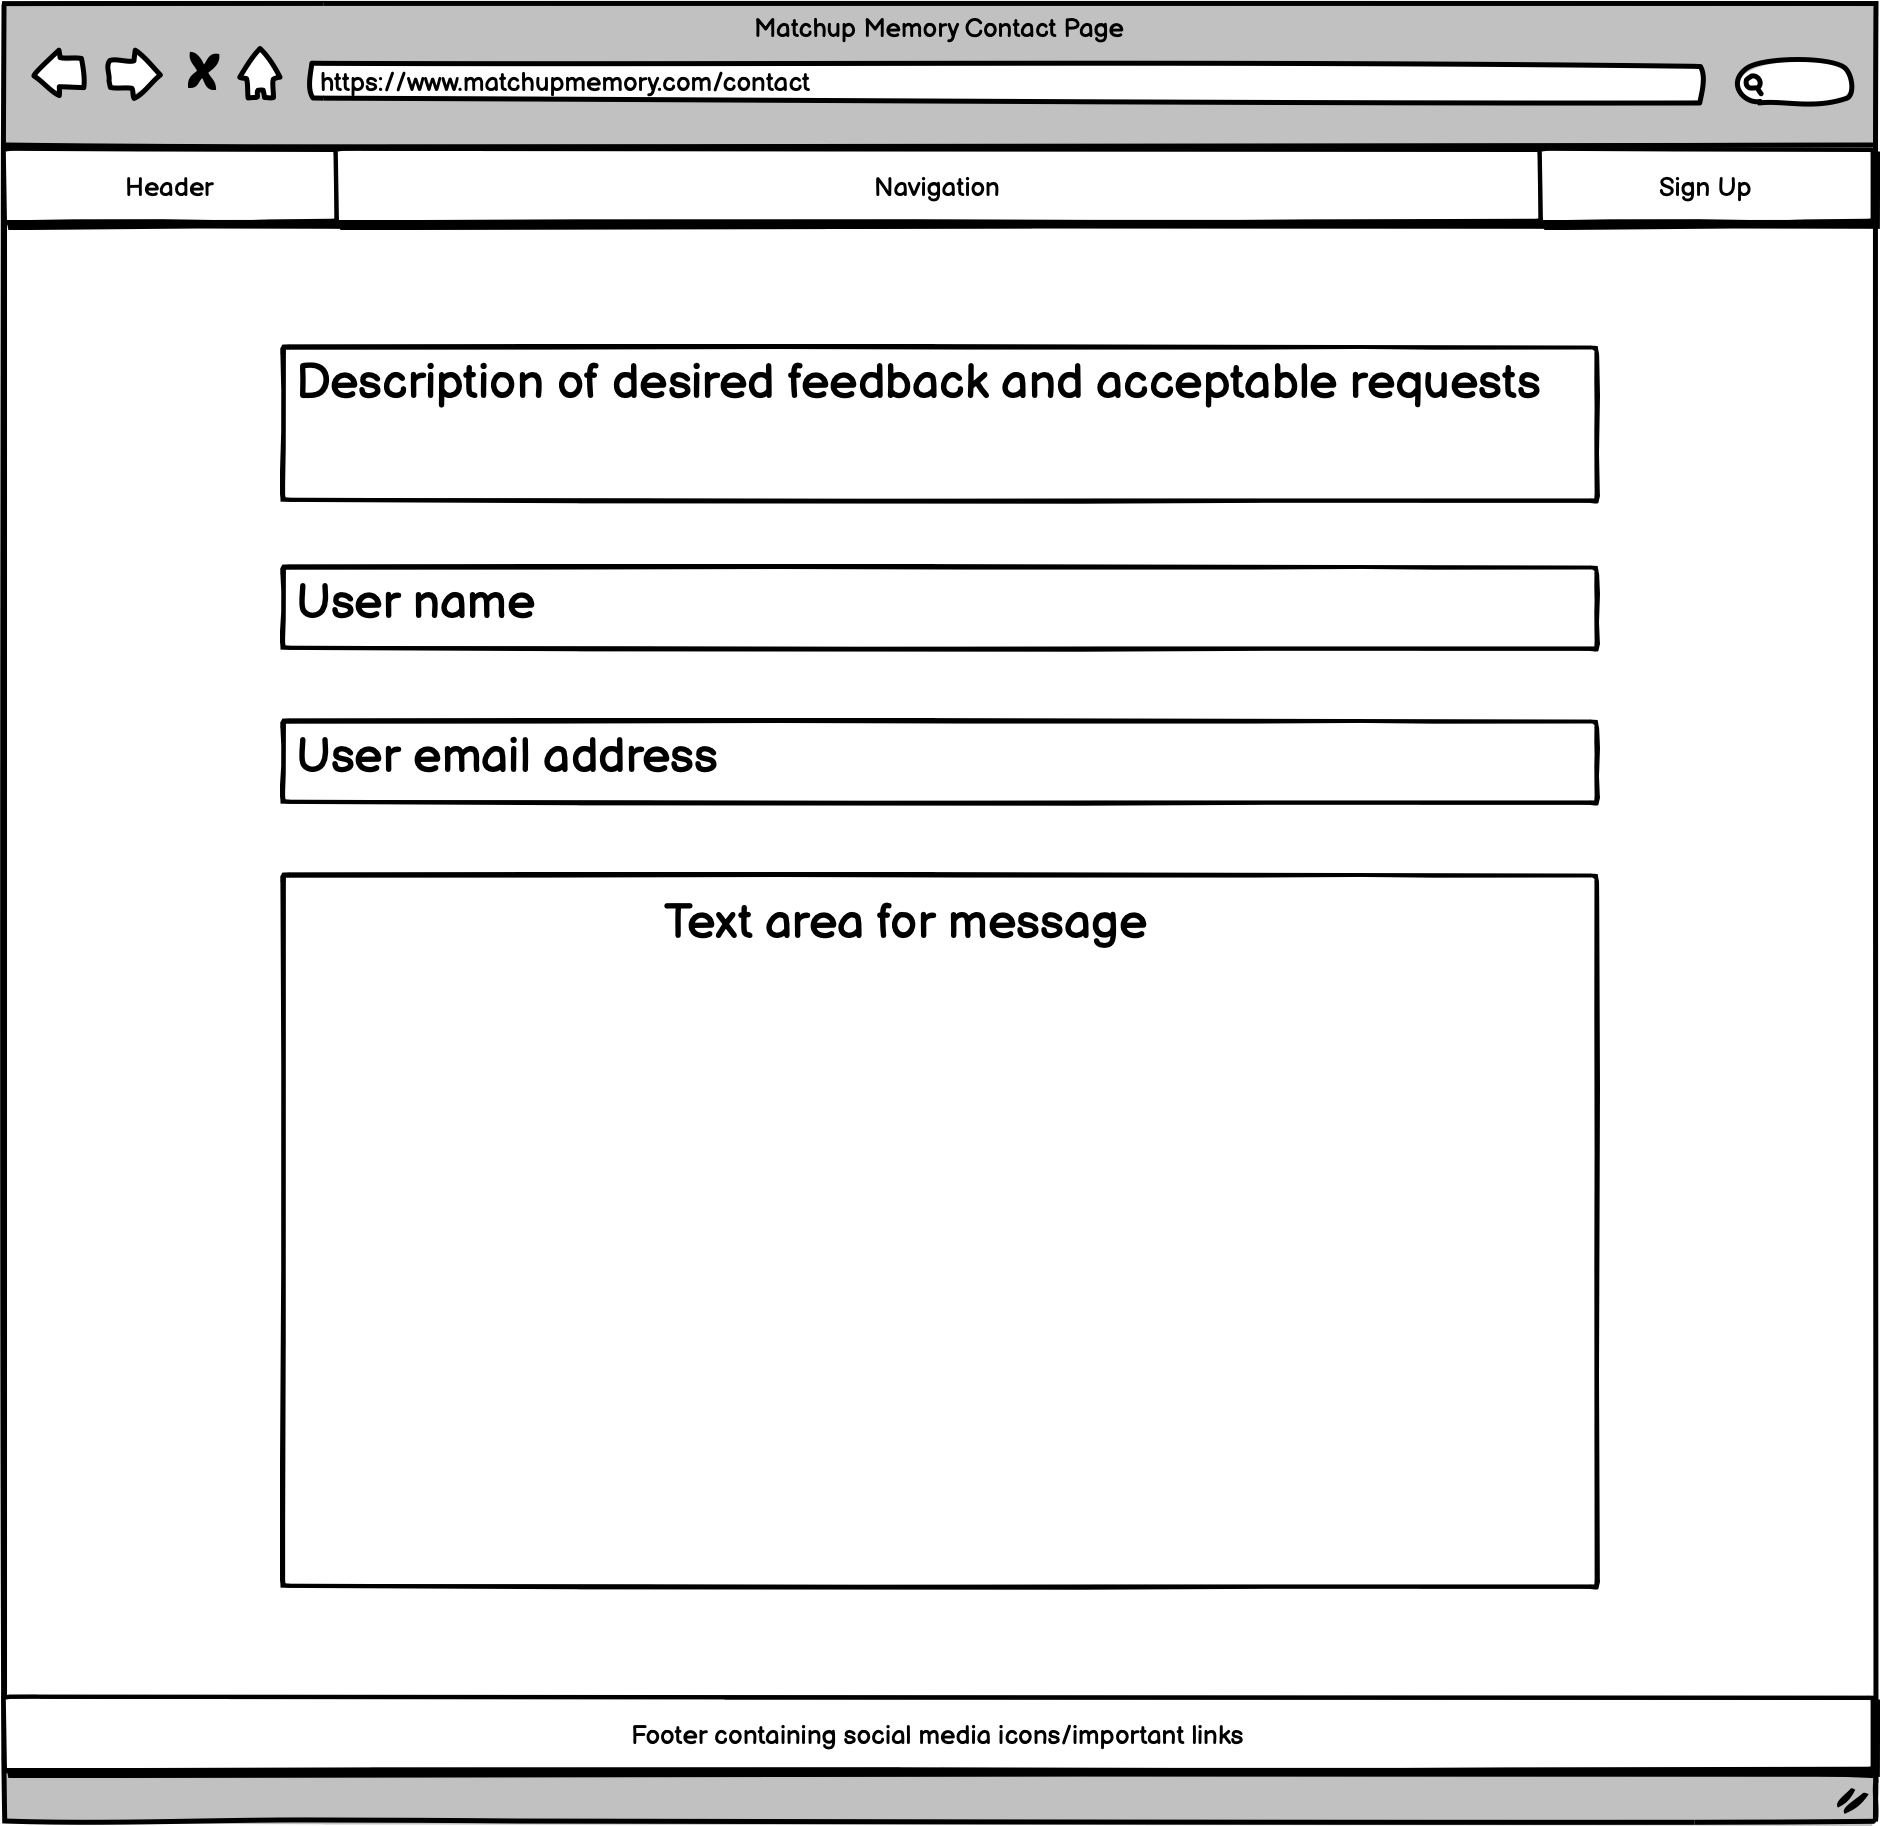 Matchup Memory Contact Page
https://www.matchupmemory.com/contact
Header
Navigation
Sign Up
Description of desired feedback and acceptable requests
User name
User email address
Text area for message
Footer containing social media icons/important links